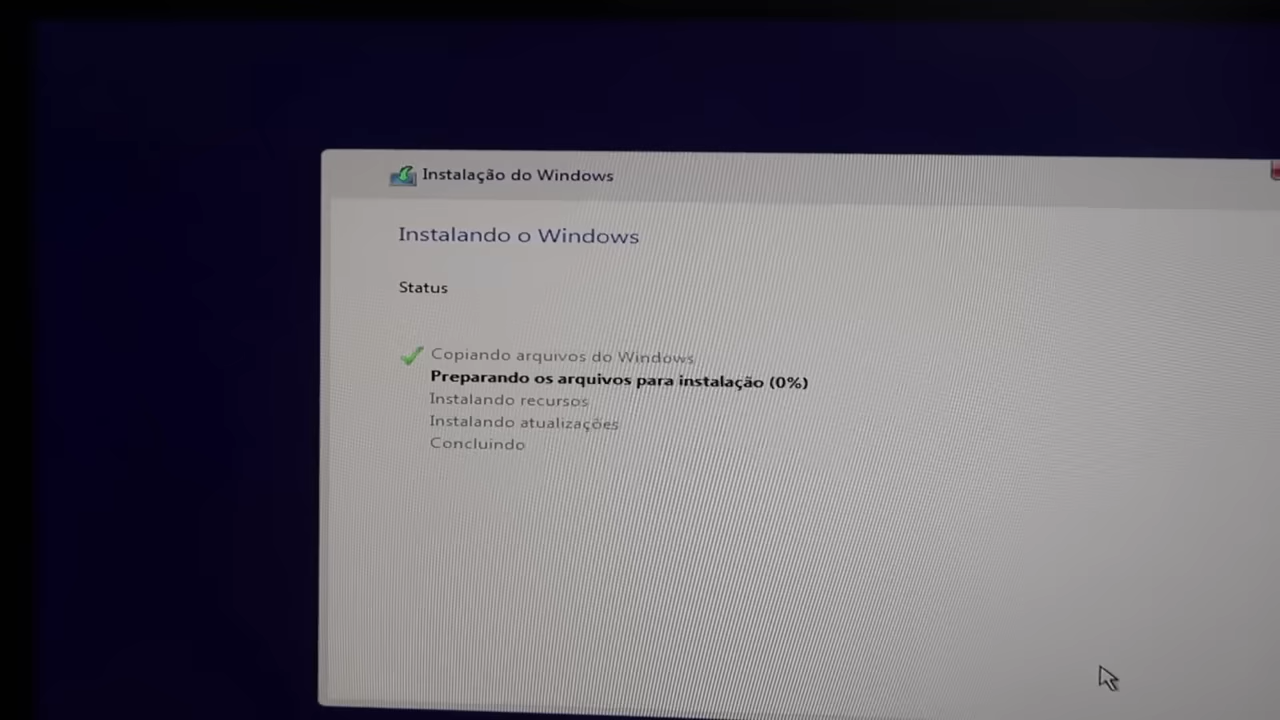 Instalação do Windows
Instalando o Windows
Status
Copiando arquivos do Windows
Preparando os arquivos para instalação (0%)
Instalando recursos
Instalando atualizações
Concluindo